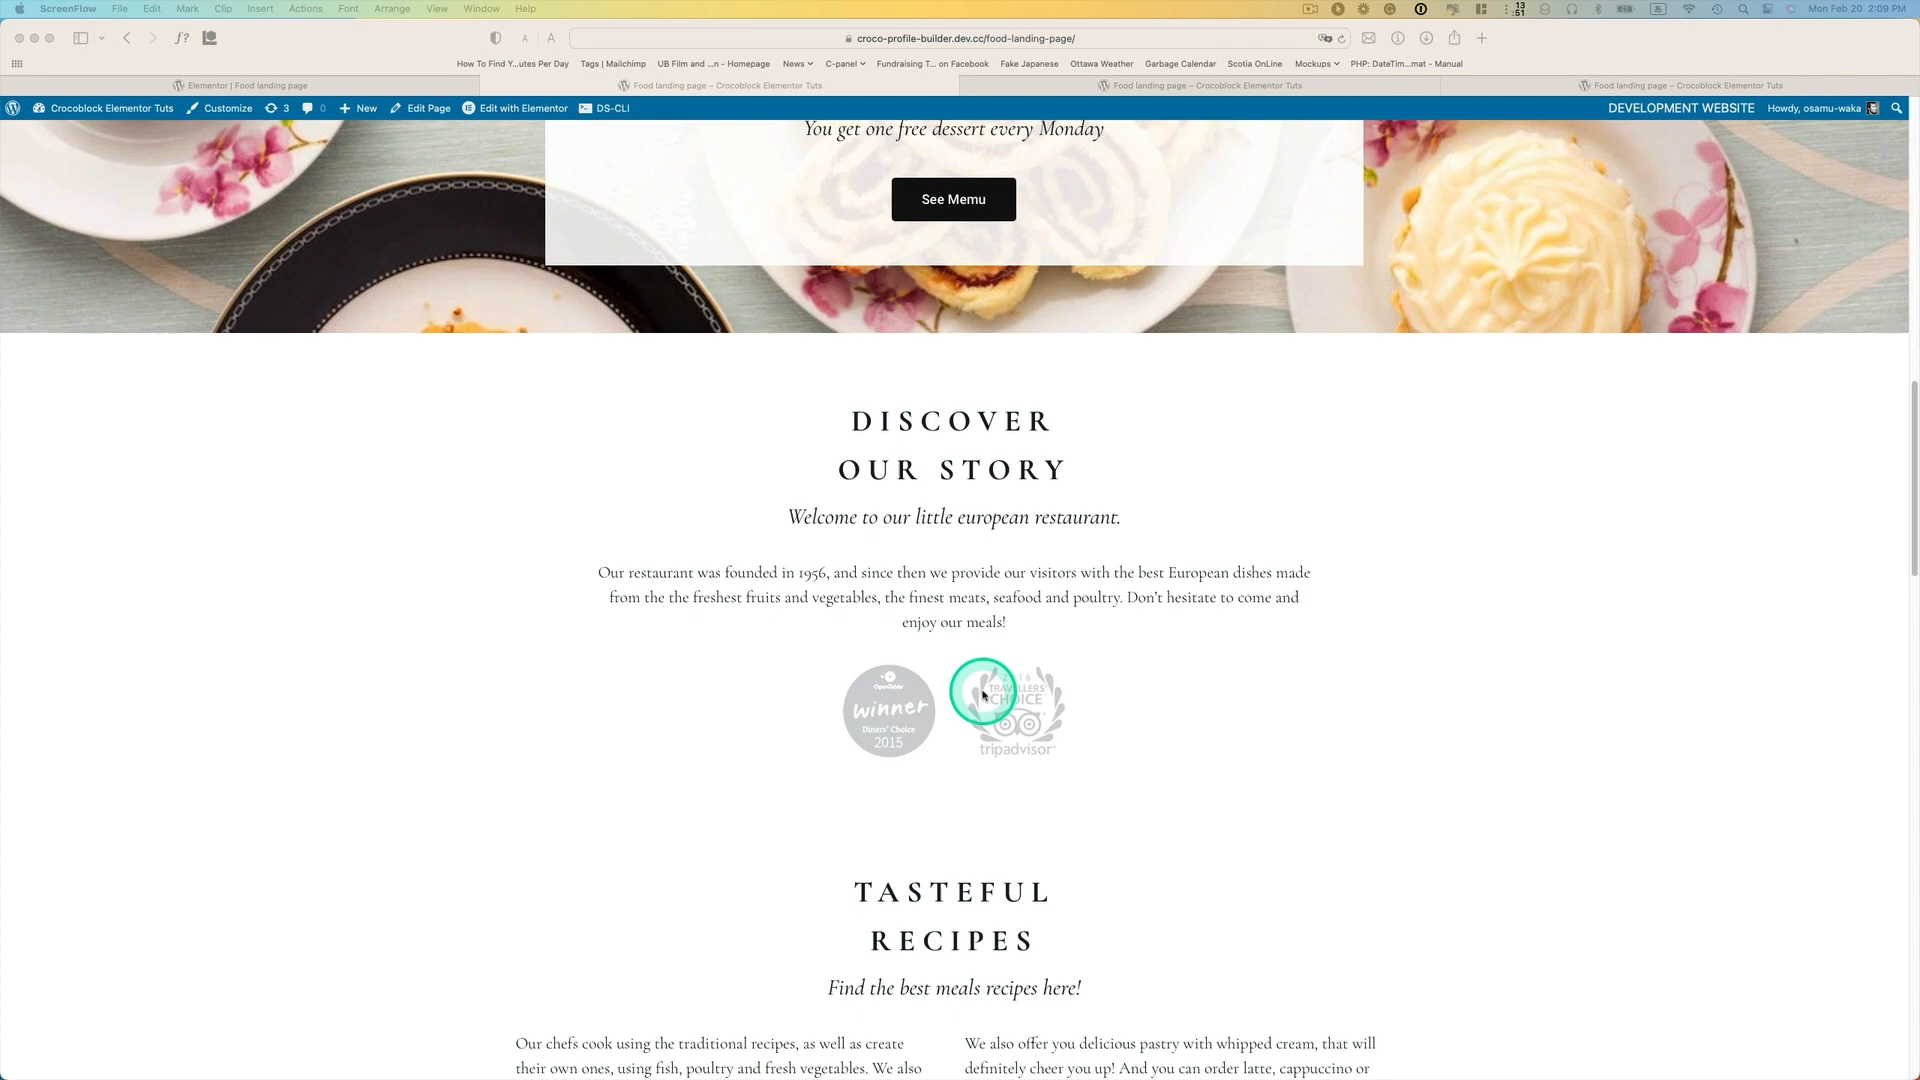 ScreenFlow File Edit Mark Clip Insert Actions Font Arrange View Window Help
13
51
Mon Feb 20 2:09 PM
A A
croco-profile-builder.dev.cc/food-landing-page/
How To Find Y...utes Per Day Tags | Mailchimp UB Film and ...n - Homepage News C-panel Fundraising T... on Facebook Fake Japanese Ottawa Weather Garbage Calendar Scotia OnLine Mockups PHP: DateTim...mat - Manual
Elementor | Food landing page Food landing page – Crocoblock Elementor Tuts Food landing page – Crocoblock Elementor Tuts Food landing page – Crocoblock Elementor Tuts
Crocoblock Elementor Tuts Customize 3 0 New Edit Page Edit with Elementor DS-CLI DEVELOPMENT WEBSITE Howdy, osamu-waka
You get one free dessert every Monday
See Memu
DISCOVER
OUR STORY
Welcome to our little european restaurant.
Our restaurant was founded in 1956, and since then we provide our visitors with the best European dishes made
from the the freshest fruits and vegetables, the finest meats, seafood and poultry. Don't hesitate to come and
enjoy our meals!
OpenTable
winner
Diners' Choice
2015
TRAVELLERS'
CHOICE
tripadvisor
TASTEFUL
RECIPES
Find the best meals recipes here!
Our chefs cook using the traditional recipes, as well as create
their own ones, using fish, poultry and fresh vegetables. We also
We also offer you delicious pastry with whipped cream, that will
definitely cheer you up! And you can order latte, cappuccino or